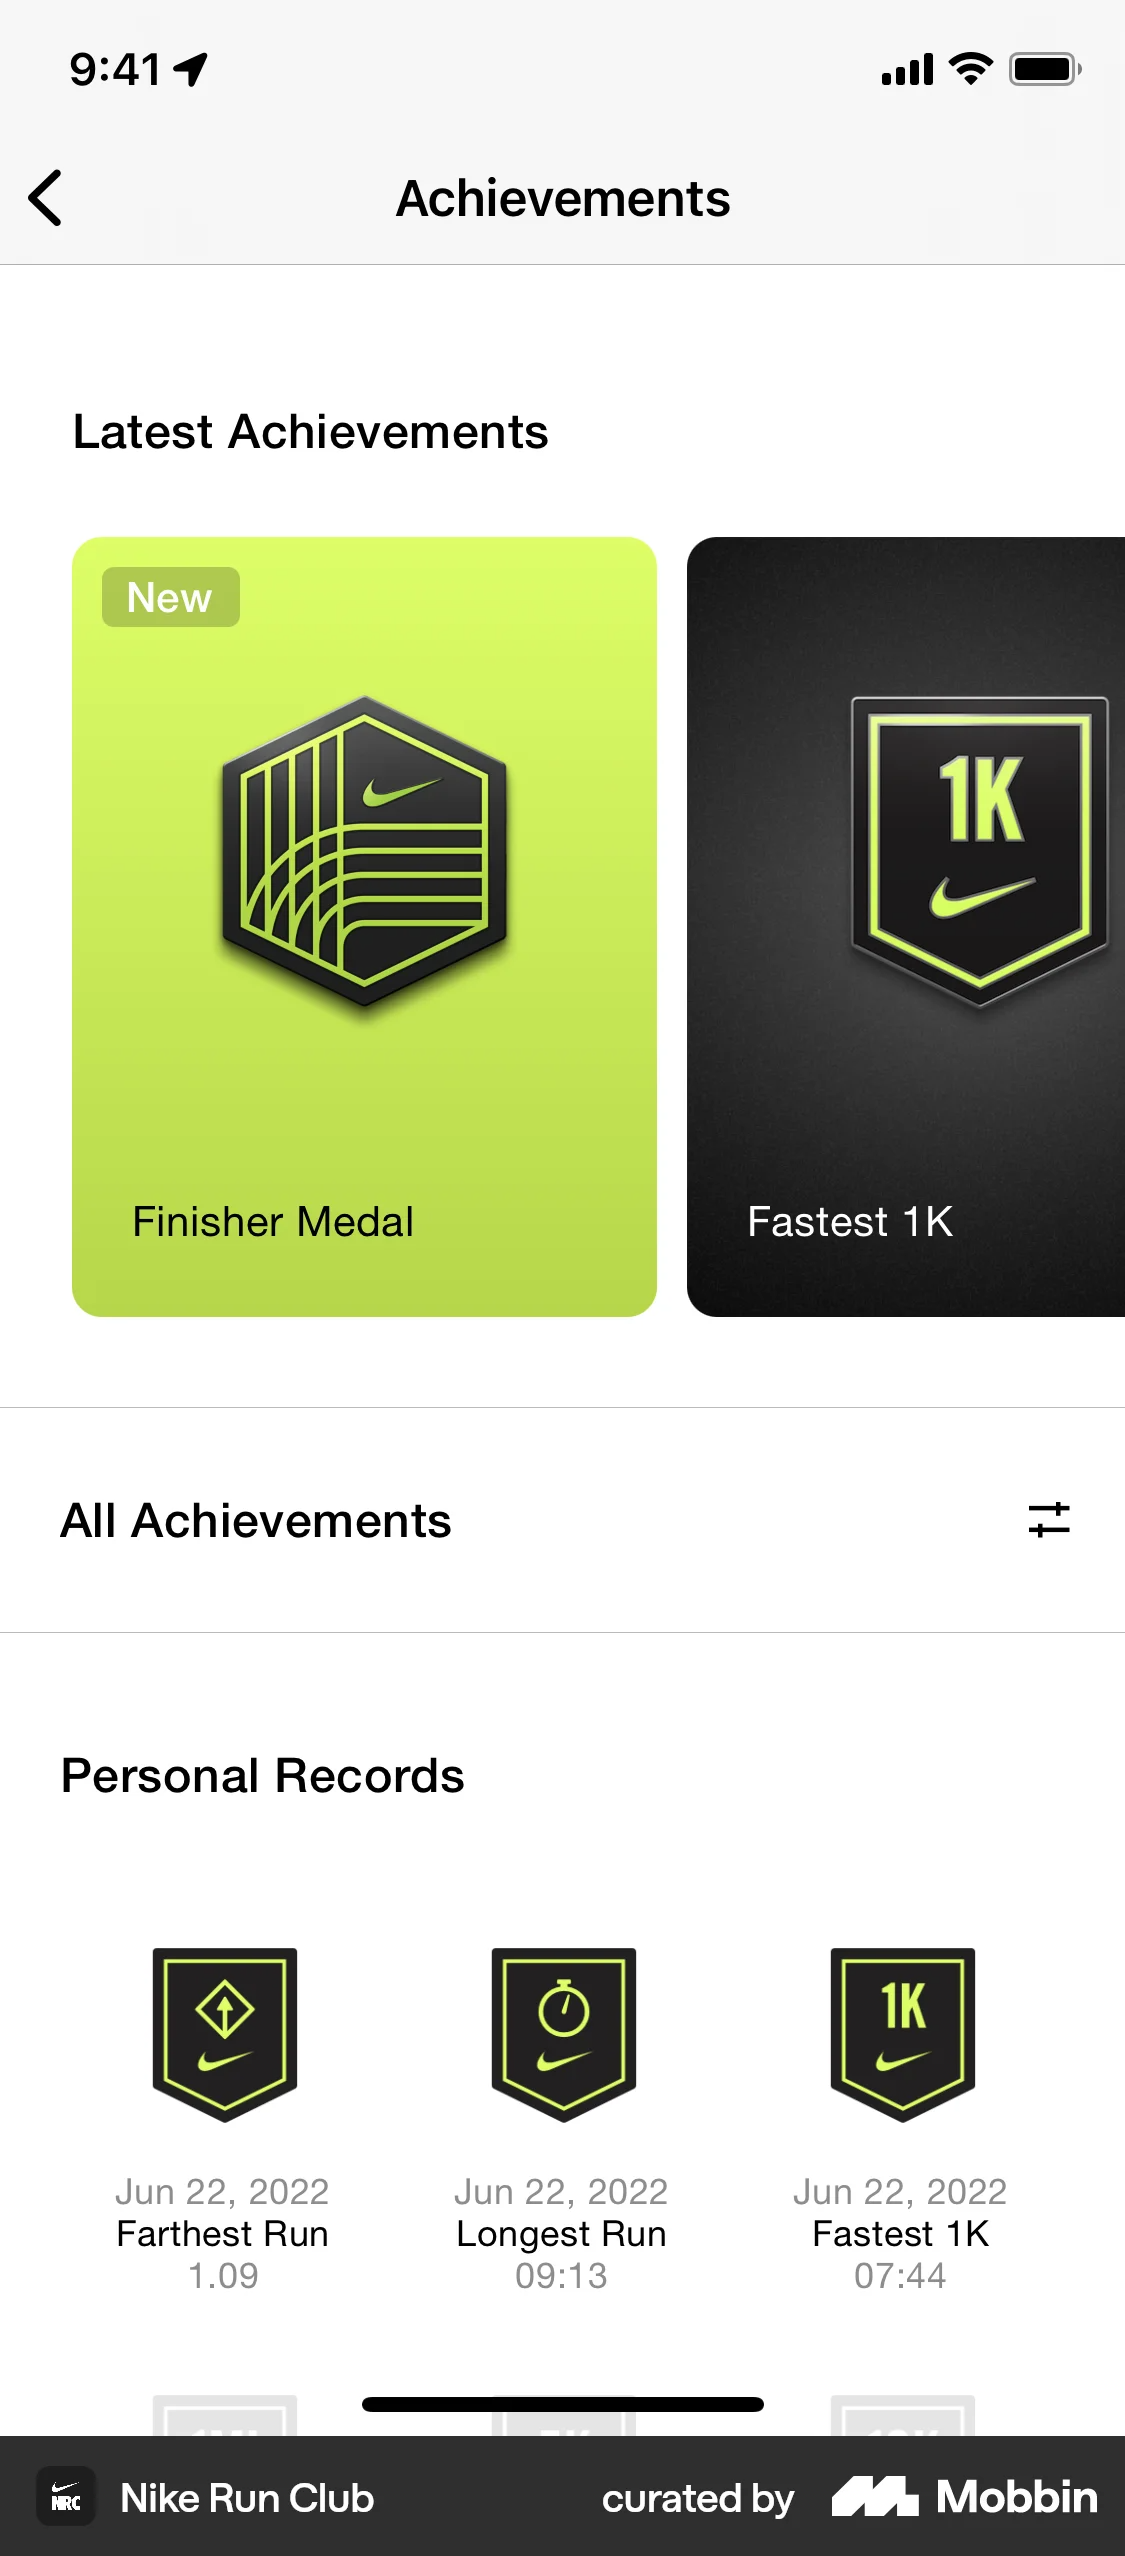 9:41
Achievements
Latest Achievements
New
1K
Finisher Medal
Fastest 1K
All Achievements
Personal Records
1K
Jun 22, 2022
Farthest Run
1.09
Jun 22, 2022
Longest Run
09:13
Jun 22, 2022
Fastest 1K
07:44
NRC
Nike Run Club
curated by
Mobbin